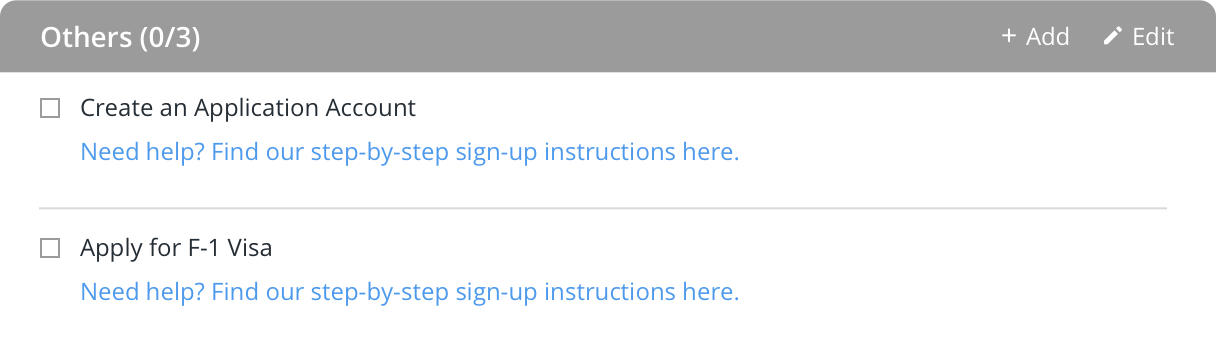 Others (0/3)
+ Add
Edit
Create an Application Account
Need help? Find our step-by-step sign-up instructions here.
Apply for F-1 Visa
Need help? Find our step-by-step sign-up instructions here.